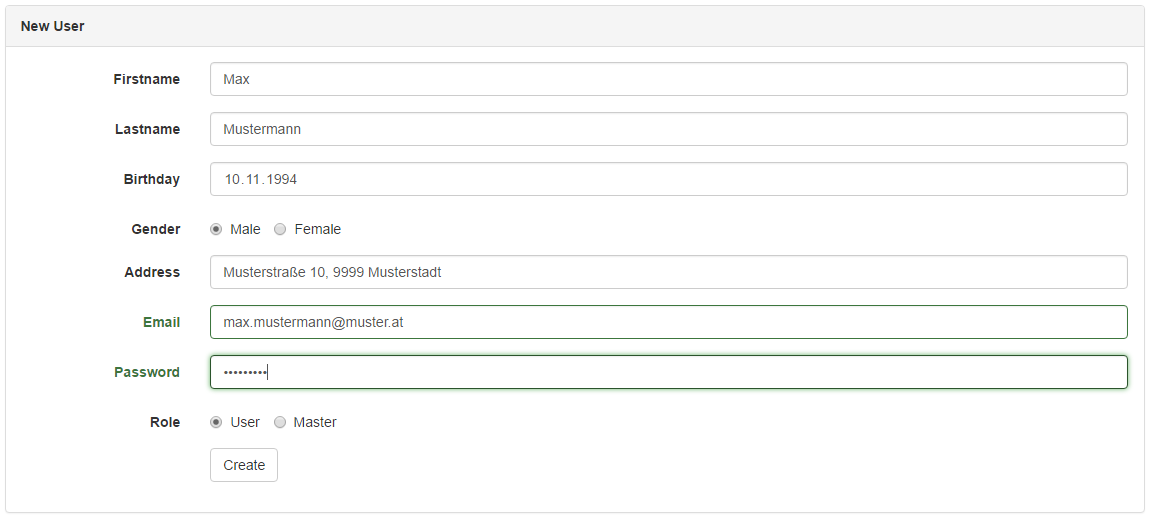 New User
Firstname Max
Lastname Mustermann
Birthday 10.11.1994
Gender Male Female
Address Musterstraße 10, 9999 Musterstadt
Email max.mustermann@muster.at
Password •••••••••
Role User Master
Create